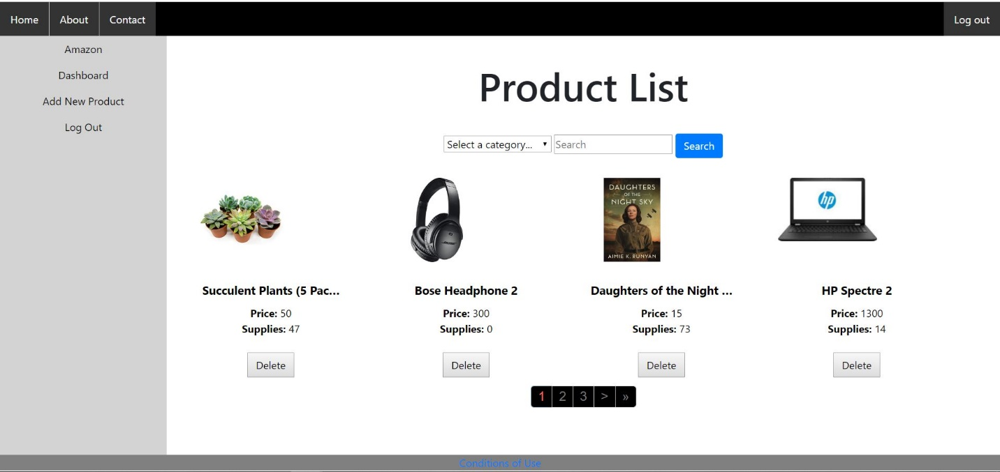 Home About Contact Log out
Amazon
Dashboard
Add New Product
Log Out
Product List
Select a category... Search Search
DAUGHTERS
OF THE
NIGHT SKY
AIMIE K. RUNYAN
hp
Succulent Plants (5 Pac...
Price: 50
Supplies: 47
Delete
Bose Headphone 2
Price: 300
Supplies: 0
Delete
Daughters of the Night ...
Price: 15
Supplies: 73
Delete
HP Spectre 2
Price: 1300
Supplies: 14
Delete
1 2 3 > »
Conditions of Use